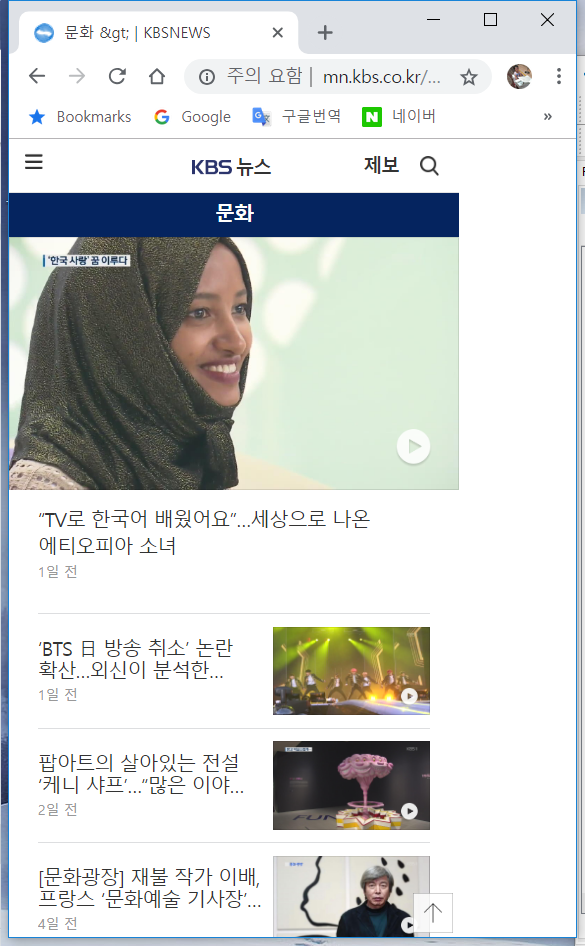 문화 &gt; | KBSNEWS
주의 요함 | mn.kbs.co.kr/...
Bookmarks Google 구글번역 네이버 »
KBS 뉴스 제보
문화
'한국 사랑' 꿈 이루다
“TV로 한국어 배웠어요”…세상으로 나온
에티오피아 소녀
1일 전
‘BTS 日 방송 취소’ 논란
확산…외신이 분석한…
1일 전
팝아트의 살아있는 전설
‘케니 샤프’…“많은 이야…
2일 전
FUN
[문화광장] 재불 작가 이배,
프랑스 ‘문화예술 기사장’…
4일 전